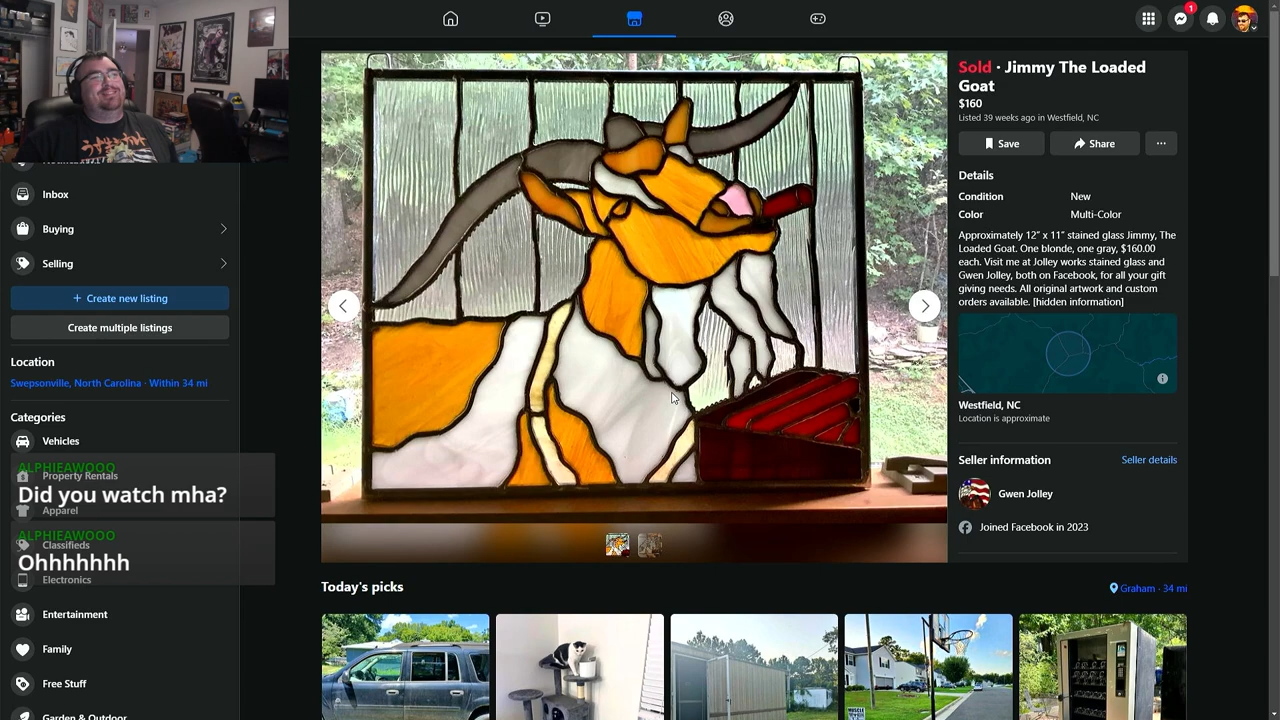 1
Inbox
Buying
Selling
+ Create new listing
Create multiple listings
Location
Swepsonville, North Carolina · Within 34 mi
Categories
Vehicles
ALPHIEAWOOO
Property Rentals
Did you watch mha?
Apparel
ALPHIEAWOOO
Classifieds
Ohhhhhhh
Electronics
Entertainment
Family
Free Stuff
Garden & Outdoor
Sold · Jimmy The Loaded
Goat
$160
Listed 39 weeks ago in Westfield, NC
Save
Share
Details
Condition New
Color Multi-Color
Approximately 12” x 11” stained glass Jimmy, The
Loaded Goat. One blonde, one gray, $160.00
each. Visit me at Jolley works stained glass and
Gwen Jolley, both on Facebook, for all your gift
giving needs. All original artwork and custom
orders available. [hidden information]
Westfield, NC
Location is approximate
Seller information
Seller details
Gwen Jolley
Joined Facebook in 2023
Today's picks
Graham · 34 mi